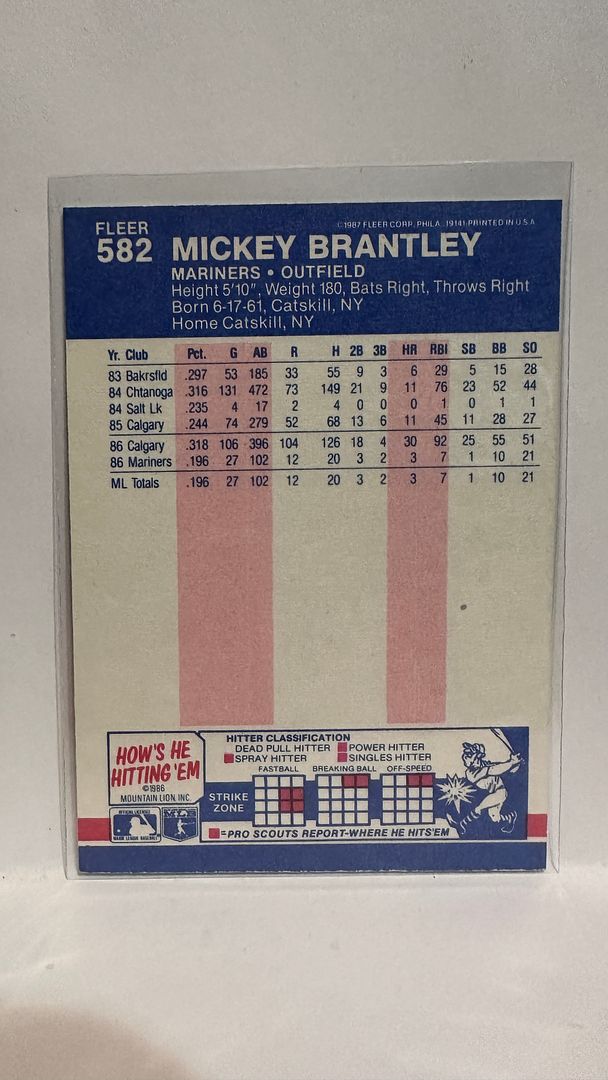 FLEER
582 MICKEY BRANTLEY
©1987 FLEER CORP. PHILA. 19141 PRINTED IN U.S.A.
MARINERS • OUTFIELD
Height 5'10", Weight 180, Bats Right, Throws Right
Born 6-17-61, Catskill, NY
Home Catskill, NY
Yr. Club Pct. G AB R H 2B 3B HR RBI SB BB SO
83 Bakrsfld .297 53 185 33 55 9 3 6 29 5 15 28
84 Chtanoga .316 131 472 73 149 21 9 11 76 23 52 44
84 Salt Lk .235 4 17 2 4 0 0 0 1 0 1 1
85 Calgary .244 74 279 52 68 13 6 11 45 11 28 27
86 Calgary .318 106 396 104 126 18 4 30 92 25 55 51
86 Mariners .196 27 102 12 20 3 2 3 7 1 10 21
ML Totals .196 27 102 12 20 3 2 3 7 1 10 21
HOW'S HE
HITTING 'EM
©1986
MOUNTAIN LION, INC.
OFFICIAL LICENSEE
MAJOR LEAGUE BASEBALL
HITTER CLASSIFICATION
DEAD PULL HITTER POWER HITTER
SPRAY HITTER SINGLES HITTER
FASTBALL BREAKING BALL OFF-SPEED
STRIKE
ZONE
=PRO SCOUTS REPORT-WHERE HE HITS'EM